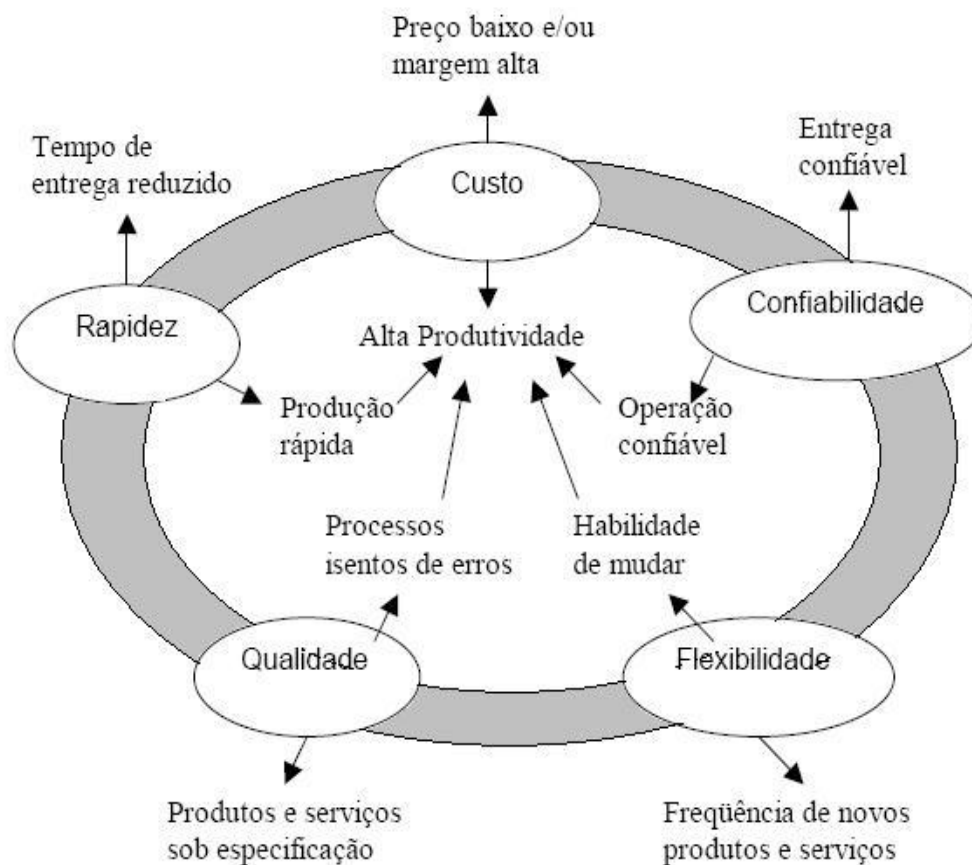 Preço baixo e/ou
margem alta
Tempo de
entrega reduzido
Entrega
confiável
Custo
Rapidez
Confiabilidade
Alta Produtividade
Produção
rápida
Operação
confiável
Processos
isentos de erros
Habilidade
de mudar
Qualidade
Flexibilidade
Produtos e serviços
sob especificação
Freqüência de novos
produtos e serviços